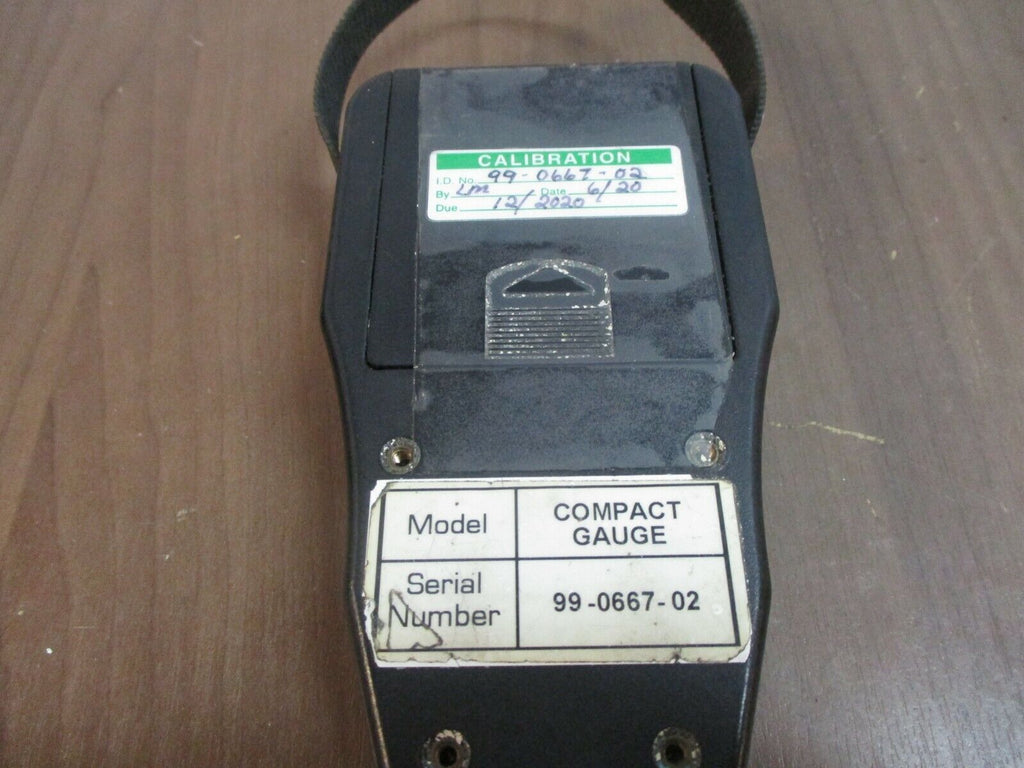 CALIBRATION
I.D. No. 99-0667-02
By Lm Date 6/20
Due 12/2020
Model COMPACT GAUGE
Serial Number 99-0667-02